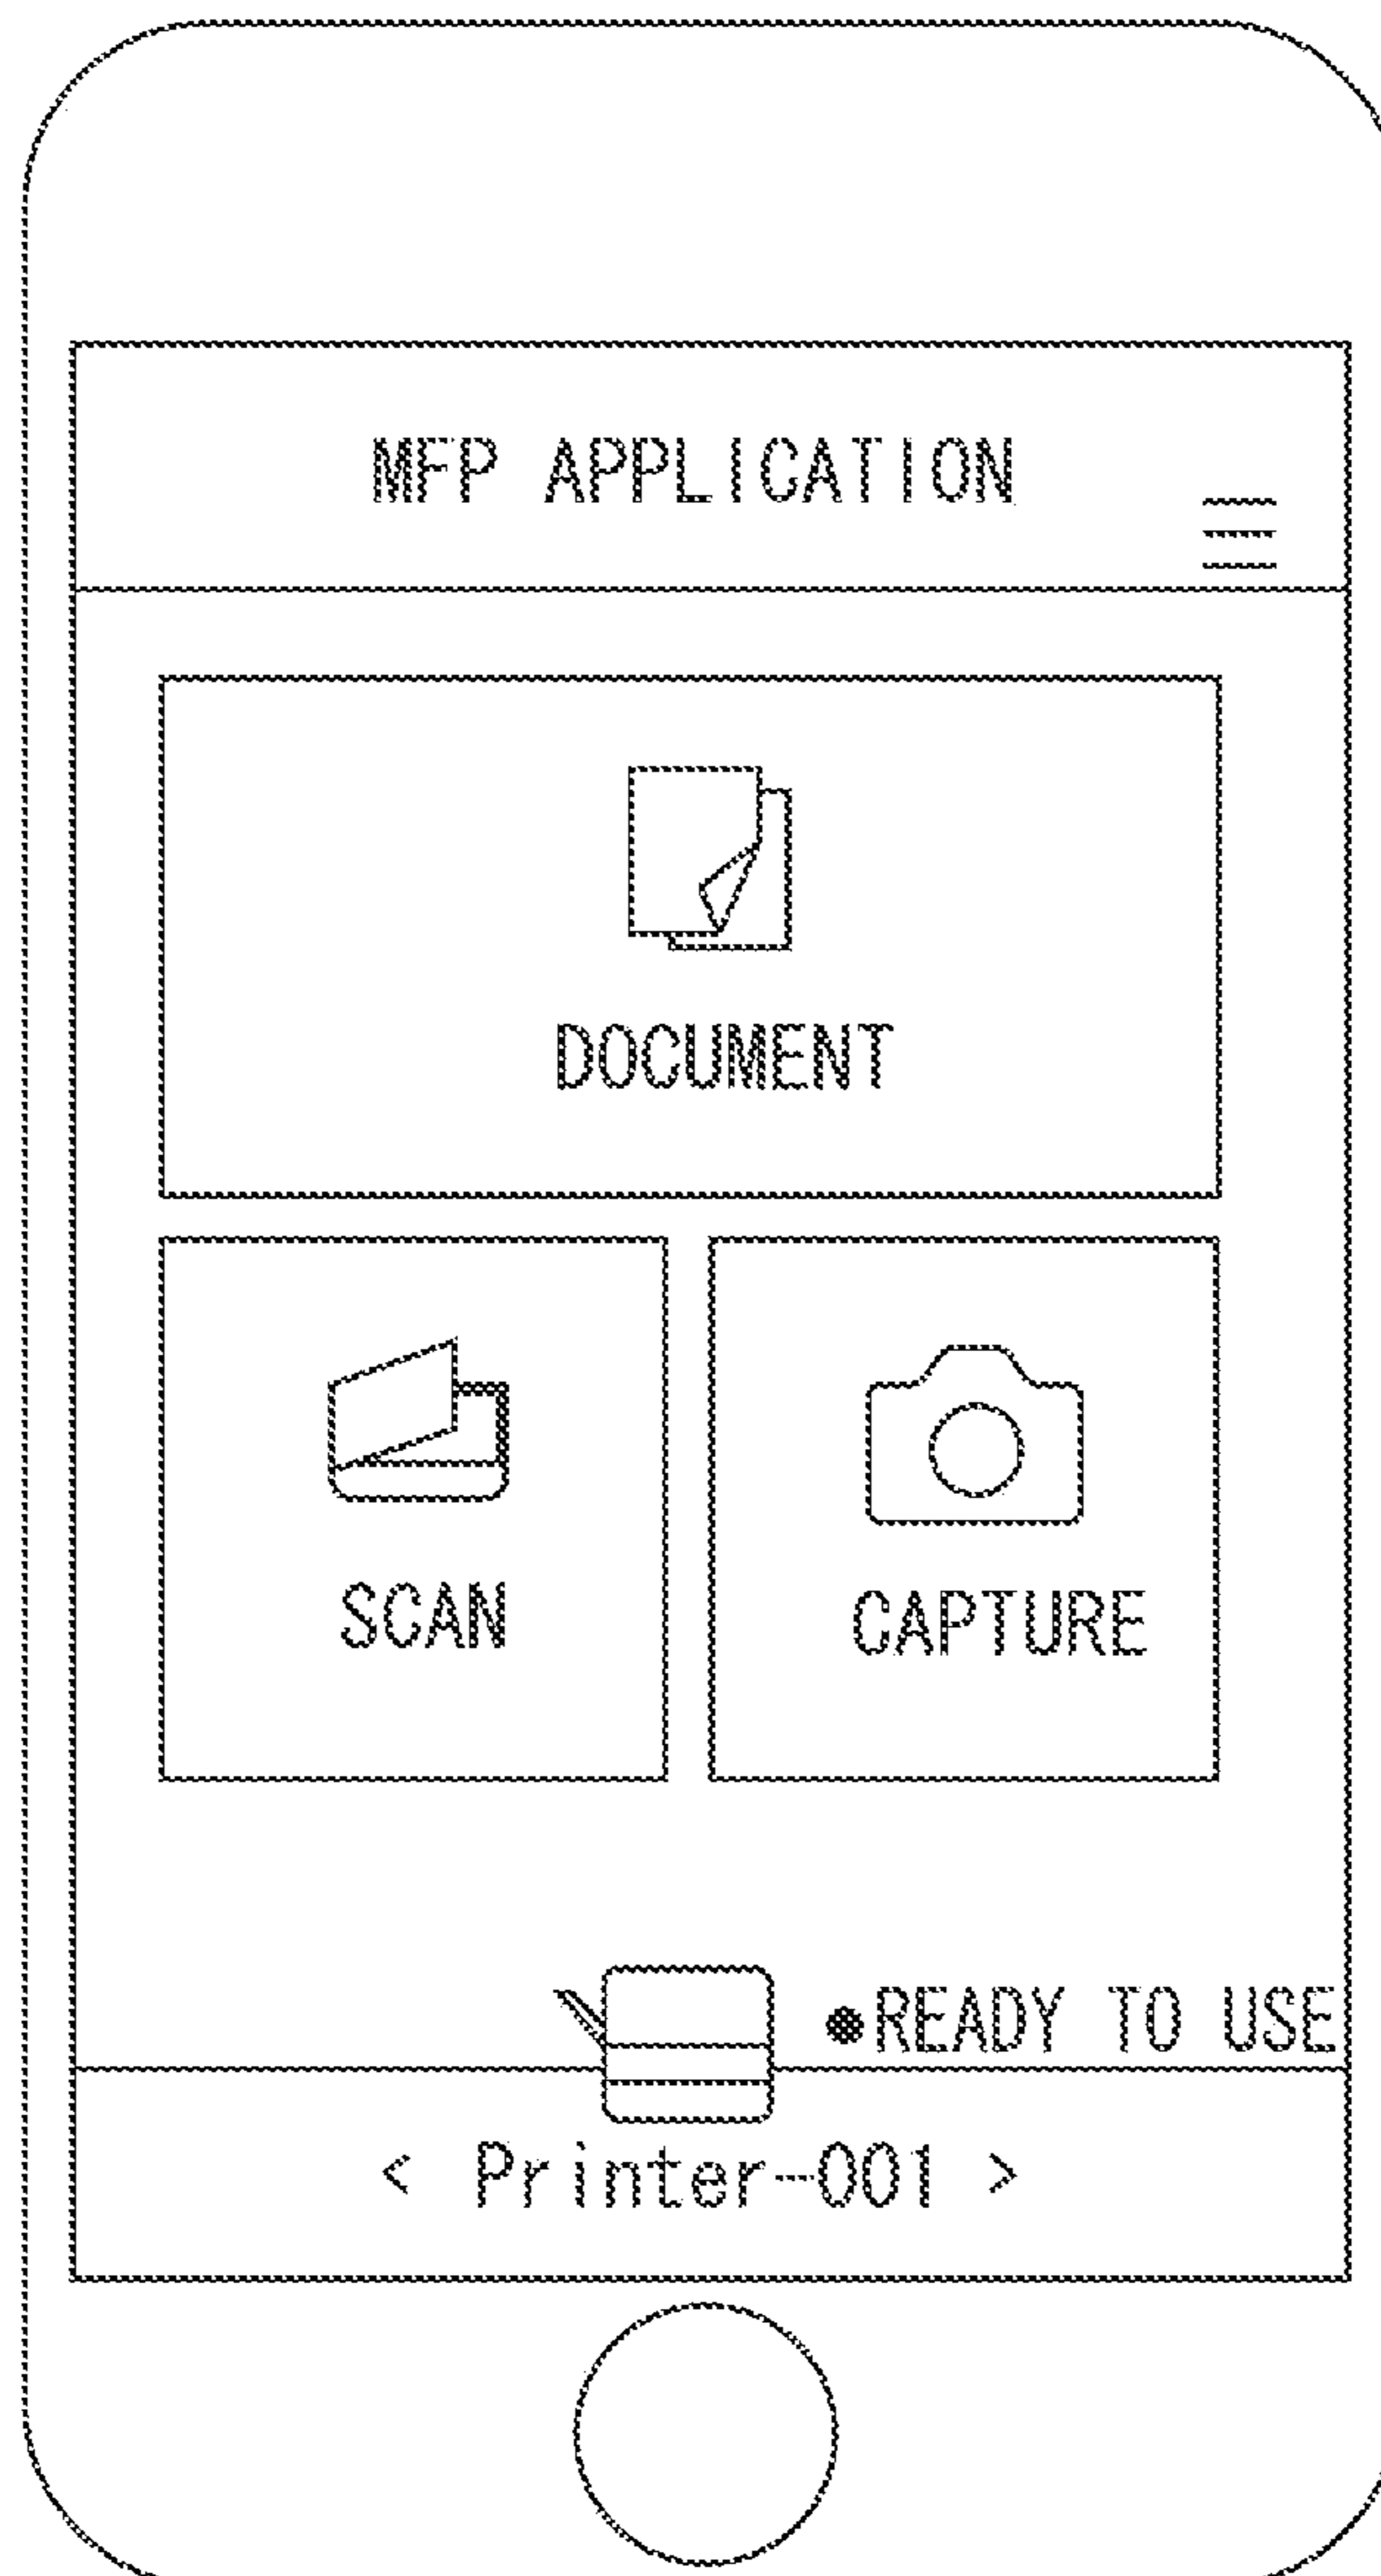 MFP APPLICATION
DOCUMENT
SCAN
CAPTURE
●READY TO USE
< Printer-001 >